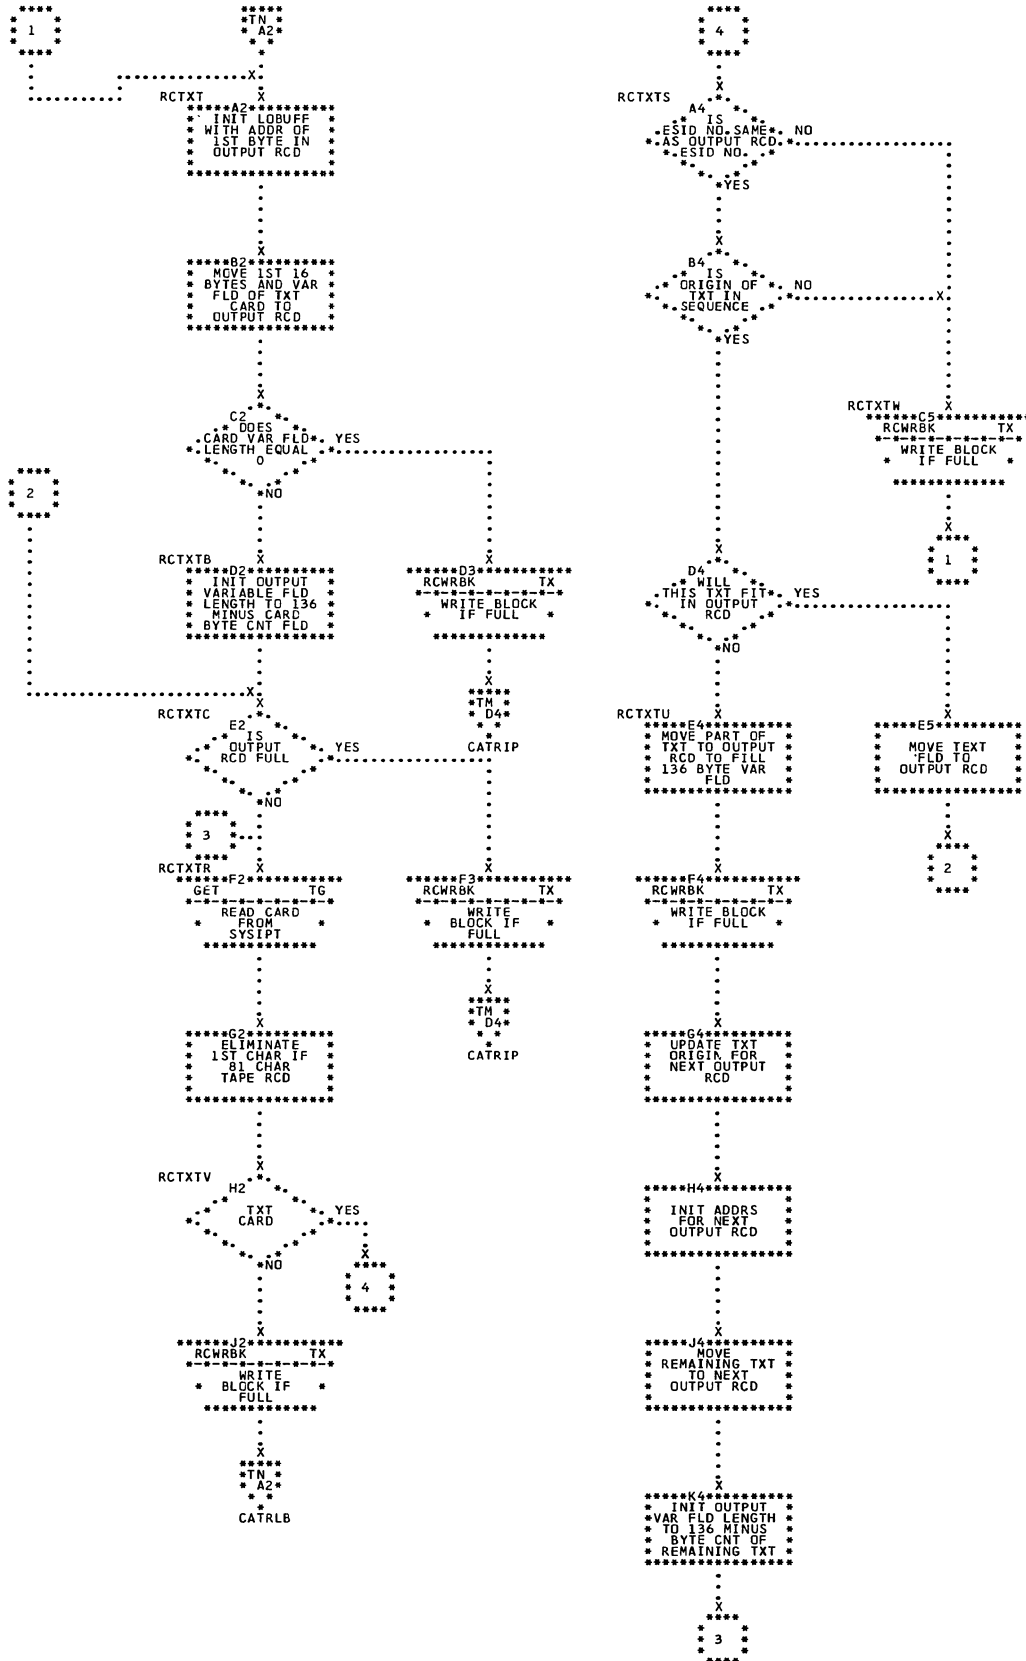 1
TN
A2
RCTXT
A2
INIT LOBUFF
WITH ADDR OF
1ST BYTE IN
OUTPUT RCD
B2
MOVE 1ST 16
BYTES AND VAR
FLD OF TXT
CARD TO
OUTPUT RCD
C2
DOES
CARD VAR FLD
LENGTH EQUAL
0
YES
NO
2
RCTXTB
D2
INIT OUTPUT
VARIABLE FLD
LENGTH TO 136
MINUS CARD
BYTE CNT FLD
D3
RCWRBK TX
WRITE BLOCK
IF FULL
TM
D4
CATRIP
RCTXTC
E2
IS
OUTPUT
RCD FULL
YES
NO
3
RCTXTR
F2
GET TG
READ CARD
FROM
SYSIPT
F3
RCWRBK TX
WRITE
BLOCK IF
FULL
TM
D4
CATRIP
G2
ELIMINATE
1ST CHAR IF
81 CHAR
TAPE RCD
RCTXTV
H2
TXT
CARD
YES
NO
4
J2
RCWRBK TX
WRITE
BLOCK IF
FULL
TN
A2
CATRLB
4
RCTXTS
A4
IS
ESID NO. SAME
AS OUTPUT RCD
ESID NO.
NO
YES
B4
IS
ORIGIN OF
TXT IN
SEQUENCE
NO
YES
RCTXTW
C5
RCWRBK TX
WRITE BLOCK
IF FULL
1
D4
WILL
THIS TXT FIT
IN OUTPUT
RCD
YES
NO
RCTXTU
E4
MOVE PART OF
TXT TO OUTPUT
RCD TO FILL
136 BYTE VAR
FLD
E5
MOVE TEXT
FLD TO
OUTPUT RCD
2
F4
RCWRBK TX
WRITE BLOCK
IF FULL
G4
UPDATE TXT
ORIGIN FOR
NEXT OUTPUT
RCD
H4
INIT ADDRS
FOR NEXT
OUTPUT RCD
J4
MOVE
REMAINING TXT
TO NEXT
OUTPUT RCD
K4
INIT OUTPUT
VAR FLD LENGTH
TO 136 MINUS
BYTE CNT OF
REMAINING TXT
3